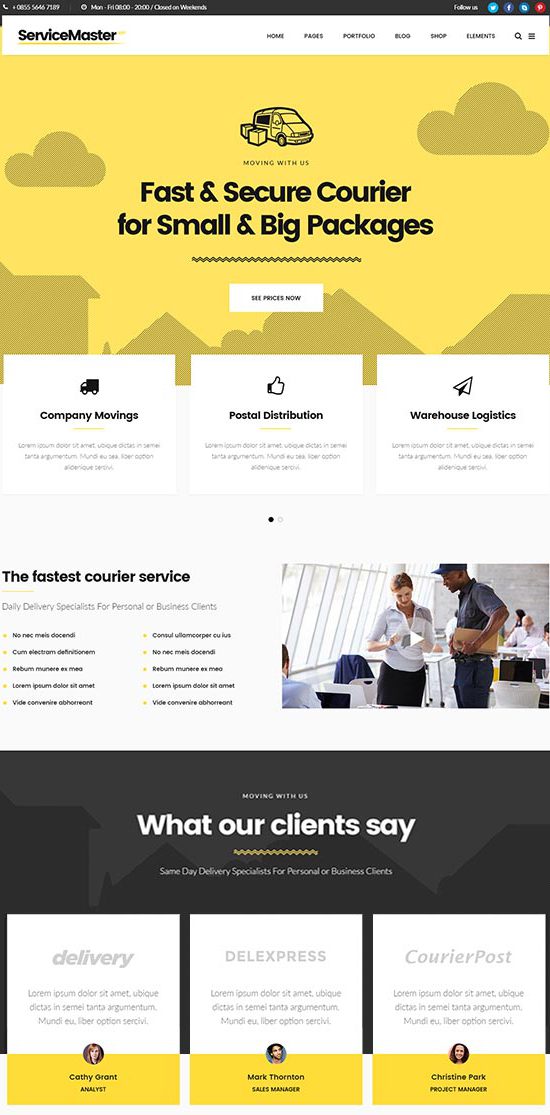 + 0855 5646 7189
Mon - Fri 08:00 - 20:00 / Closed on Weekends
Follow us
ServiceMaster
HOME PAGES PORTFOLIO BLOG SHOP ELEMENTS
MOVING WITH US
Fast & Secure Courier
for Small & Big Packages
SEE PRICES NOW
Company Movings
Lorem ipsum dolor sit amet, ubique dictas in semei
tanta argumentum. Mundi eu sea, liber option
alidenique sercivi.
Postal Distribution
Lorem ipsum dolor sit amet, ubique dictas in semei
tanta argumentum. Mundi eu sea, liber option
alidenique sercivi.
Warehouse Logistics
Lorem ipsum dolor sit amet, ubique dictas in semei
tanta argumentum. Mundi eu sea, liber option
alidenique sercivi.
The fastest courier service
Daily Delivery Specialists For Personal or Business Clients
No nec meis docendi
Cum electram definitionem
Rebum munere ex mea
Lorem ipsum dolor sit amet
Vide convenire abhorreant
Consul ullamcorper cu ius
No nec meis docendi
Rebum munere ex mea
Lorem ipsum dolor sit amet
Vide convenire abhorreant
MOVING WITH US
What our clients say
Same Day Delivery Specialists For Personal or Business Clients
delivery
Lorem ipsum dolor sit amet, ubique
dictas in semei tanta argumentum.
Mundi eu, liber option sercivi.
Cathy Grant
ANALYST
DELEXPRESS
Lorem ipsum dolor sit amet, ubique
dictas in semei tanta argumentum.
Mundi eu, liber option sercivi.
Mark Thornton
SALES MANAGER
CourierPost
Lorem ipsum dolor sit amet, ubique
dictas in semei tanta argumentum.
Mundi eu, liber option sercivi.
Christine Park
PROJECT MANAGER